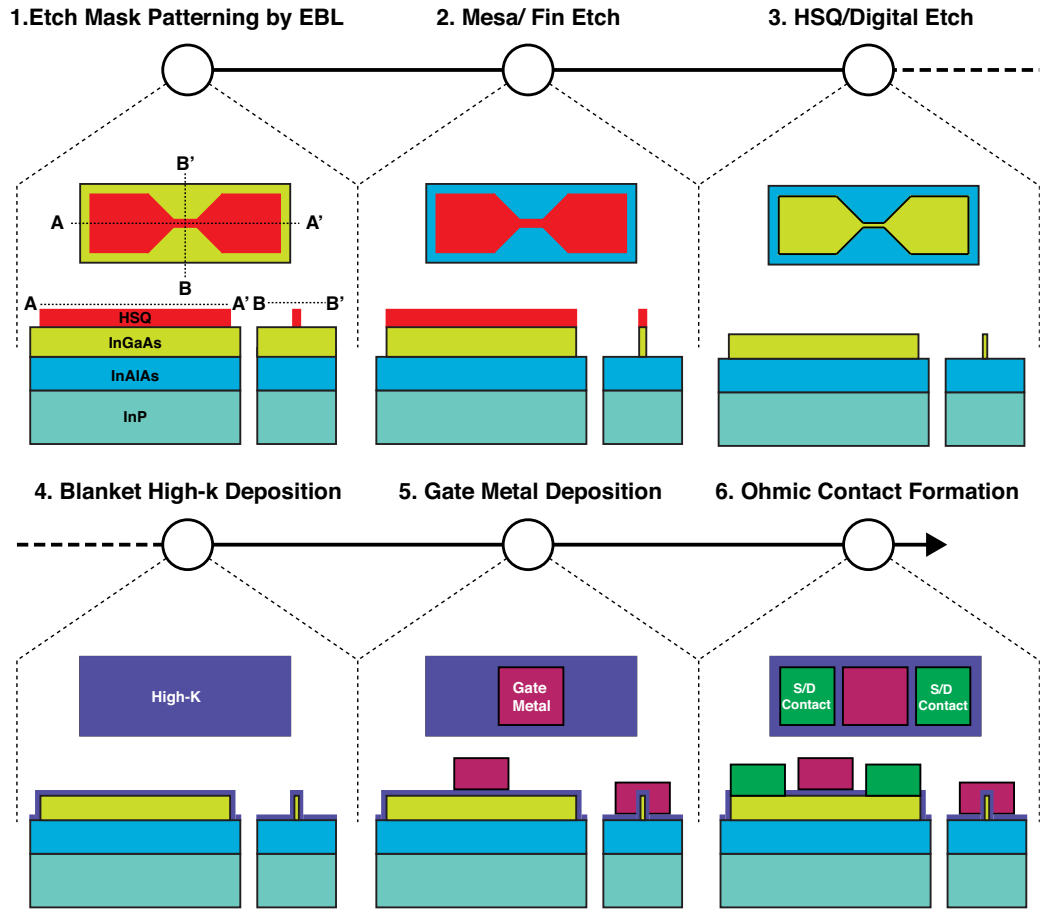 1.Etch Mask Patterning by EBL
2. Mesa/ Fin Etch
3. HSQ/Digital Etch
B'
A
A'
B
A
A'
B
B'
HSQ
InGaAs
InAlAs
InP
4. Blanket High-k Deposition
5. Gate Metal Deposition
6. Ohmic Contact Formation
High-K
Gate
Metal
S/D
Contact
S/D
Contact